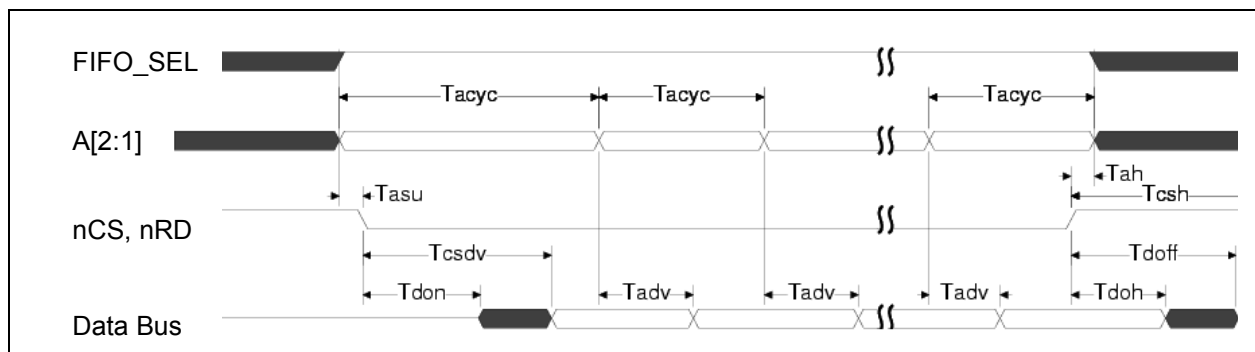 FIFO_SEL
Tacyc Tacyc Tacyc
A[2:1]
Tah
Tasu Tcsh
nCS, nRD
Tcsdv Tdoff
Tdon Tadv Tadv Tadv Tdoh
Data Bus